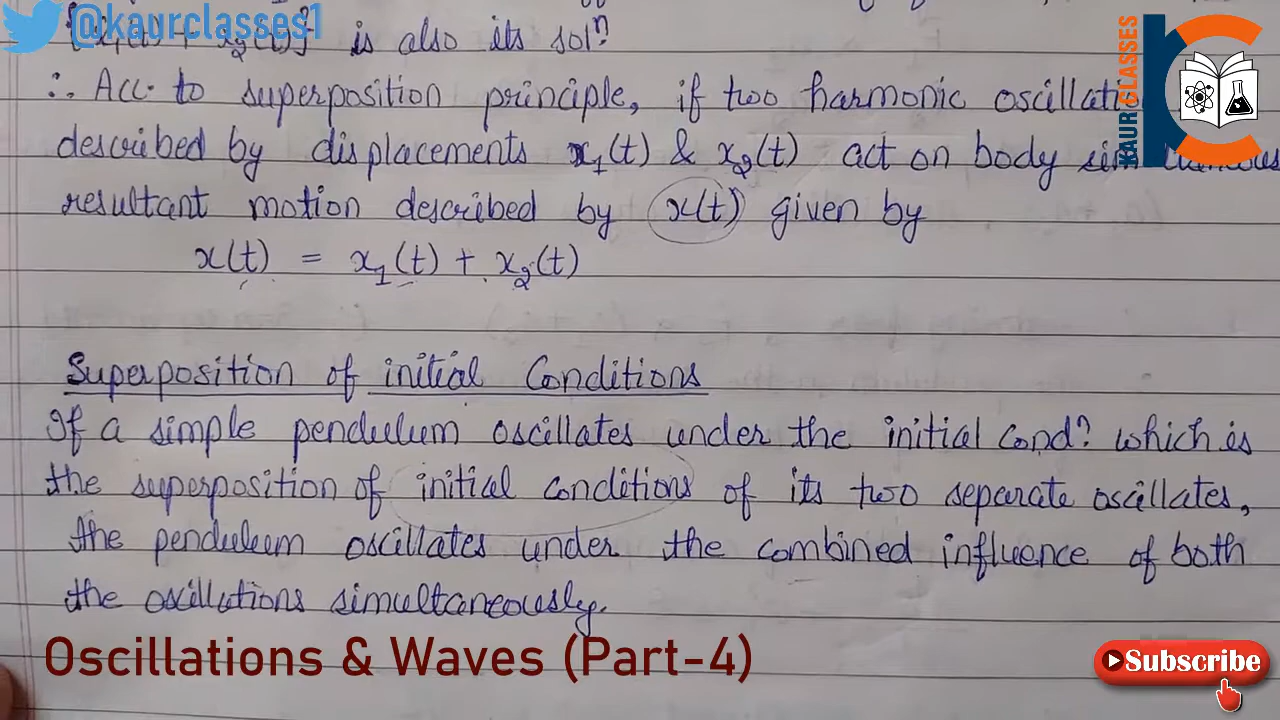 @kaurclasses1
is also its solⁿ
∴ Acc. to superposition principle, if two harmonic oscillatio
described by displacements x₁(t) & x₂(t) act on body
resultant motion described by x(t) given by
x(t) = x₁(t) + x₂(t)
Superposition of initial Conditions
If a simple pendulum oscillates under the initial condⁿ which is
the superposition of initial conditions of its two separate oscillates,
the pendulum oscillates under the combined influence of both
the oscillations simultaneously.
Oscillations & Waves (Part-4)
KAUR CLASSES
Subscribe